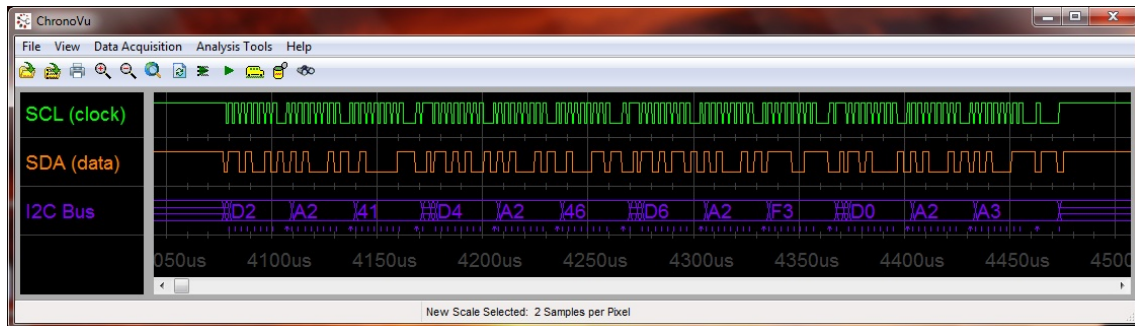 ChronoVu
File View Data Acquisition Analysis Tools Help
SCL (clock)
SDA (data)
I2C Bus D2 A2 41 D4 A2 46 D6 A2 F3 D0 A2 A3
050us 4100us 4150us 4200us 4250us 4300us 4350us 4400us 4450us 4500
New Scale Selected: 2 Samples per Pixel